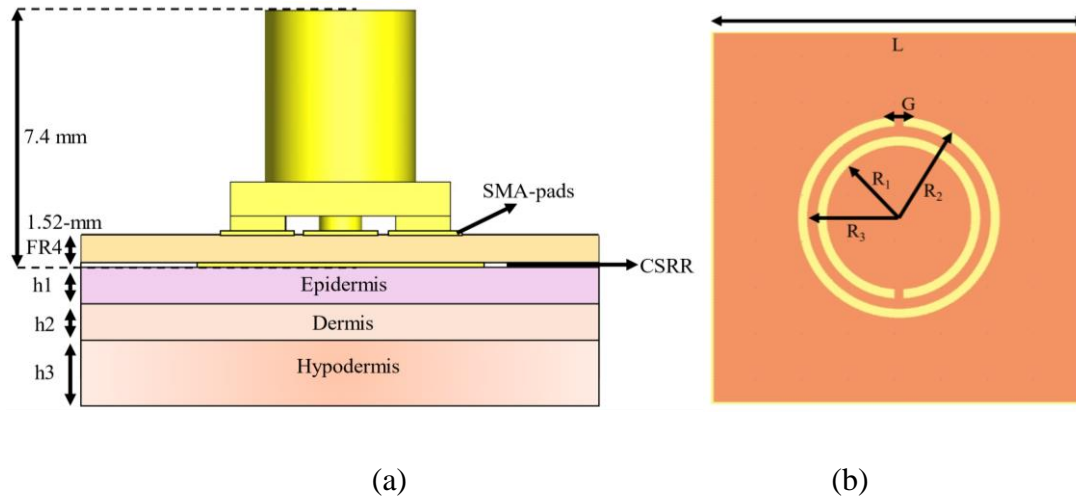 7.4 mm
SMA-pads
1.52-mm
FR4
CSRR
h1
Epidermis
h2
Dermis
h3
Hypodermis
(a)
L
G
R1
R2
R3
(b)